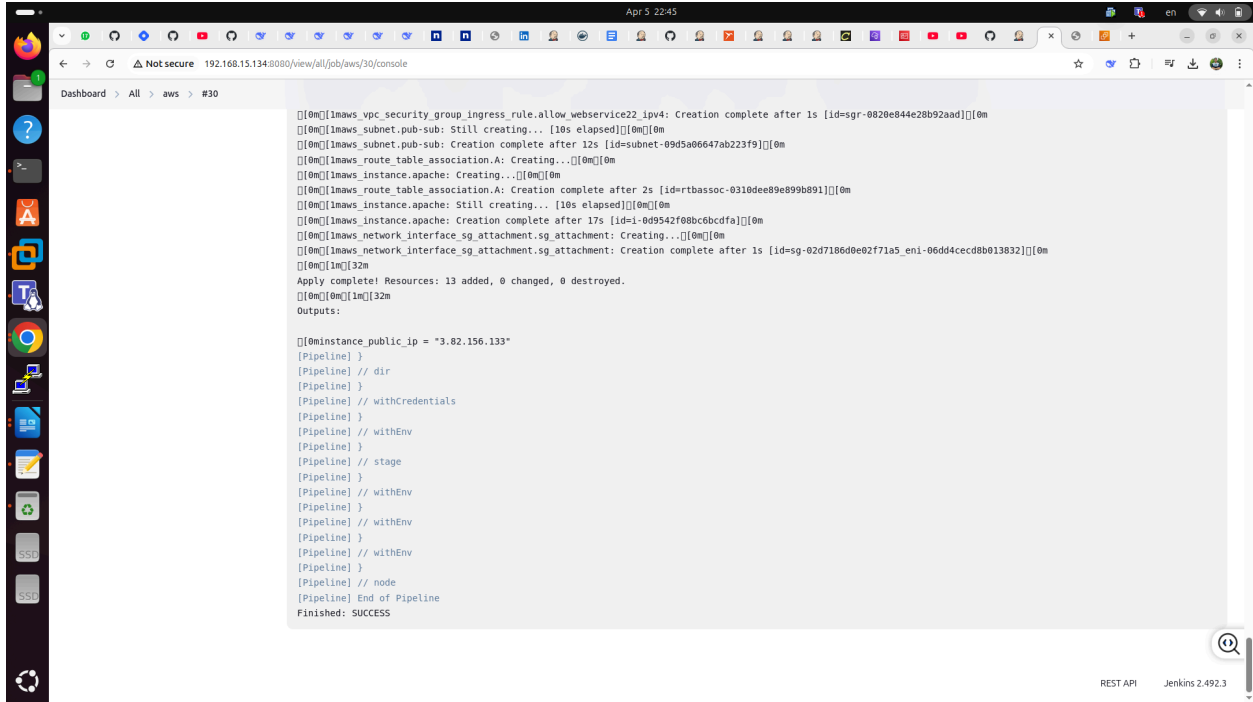 Apr 5 22:45
en
Not secure 192.168.15.134:8080/view/all/job/aws/30/console
Dashboard > All > aws > #30
[0m[1maws_vpc_security_group_ingress_rule.allow_webservice22_ipv4: Creation complete after 1s [id=sgr-0820e844e28b92aad][0m
[0m[1maws_subnet.pub-sub: Still creating... [10s elapsed][0m[0m
[0m[1maws_subnet.pub-sub: Creation complete after 12s [id=subnet-09d5a06647ab223f9][0m
[0m[1maws_route_table_association.A: Creating...[0m[0m
[0m[1maws_instance.apache: Creating...[0m[0m
[0m[1maws_route_table_association.A: Creation complete after 2s [id=rtbassoc-0310dee89e899b891][0m
[0m[1maws_instance.apache: Still creating... [10s elapsed][0m[0m
[0m[1maws_instance.apache: Creation complete after 17s [id=i-0d9542f08bc6bcdfa][0m
[0m[1maws_network_interface_sg_attachment.sg_attachment: Creating...[0m[0m
[0m[1maws_network_interface_sg_attachment.sg_attachment: Creation complete after 1s [id=sg-02d7186d0e02f71a5_eni-06dd4cecd8b013832][0m
[0m[1m[32m
Apply complete! Resources: 13 added, 0 changed, 0 destroyed.
[0m[0m[1m[32m
Outputs:
[0minstance_public_ip = "3.82.156.133"
[Pipeline] }
[Pipeline] // dir
[Pipeline] }
[Pipeline] // withCredentials
[Pipeline] }
[Pipeline] // withEnv
[Pipeline] }
[Pipeline] // stage
[Pipeline] }
[Pipeline] // withEnv
[Pipeline] }
[Pipeline] // withEnv
[Pipeline] }
[Pipeline] // withEnv
[Pipeline] }
[Pipeline] // node
[Pipeline] End of Pipeline
Finished: SUCCESS
REST API Jenkins 2.492.3
1
SSD
SSD